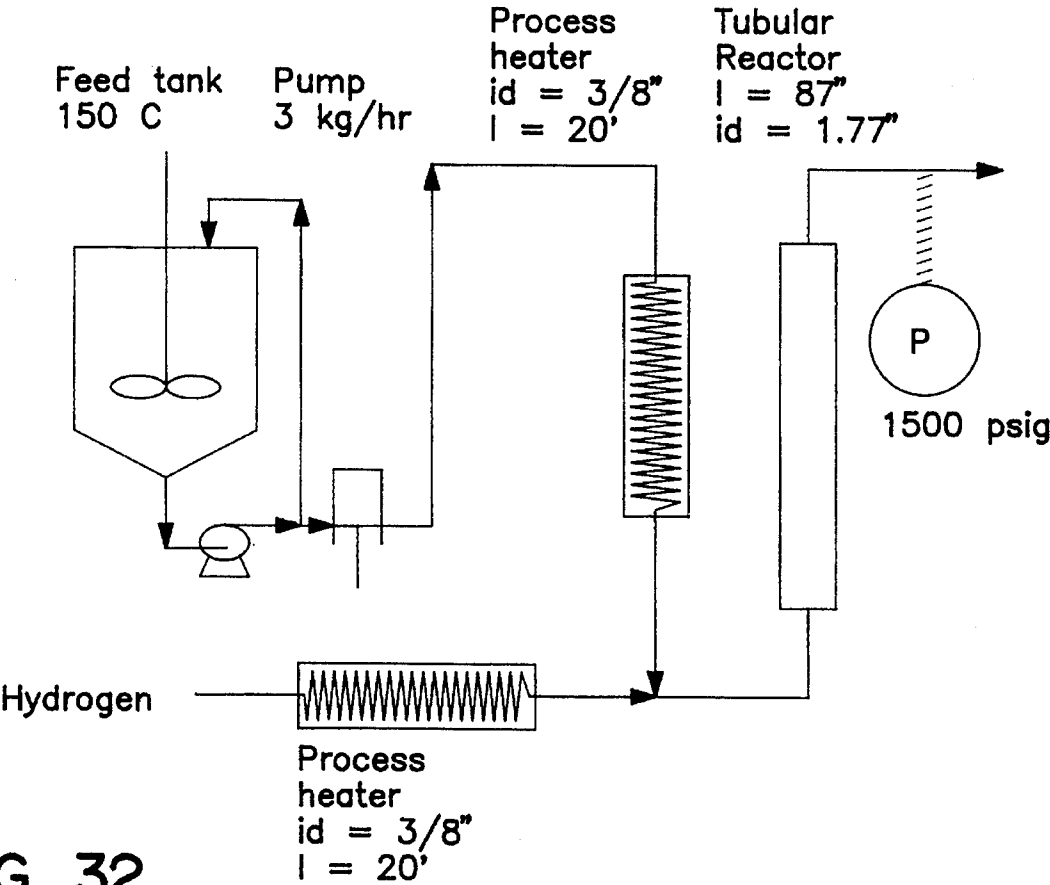 Feed tank
150 C
Pump
3 kg/hr
Process
heater
id = 3/8"
l = 20'
Tubular
Reactor
l = 87"
id = 1.77"
P
1500 psig
Hydrogen
Process
heater
id = 3/8"
l = 20'
G 32